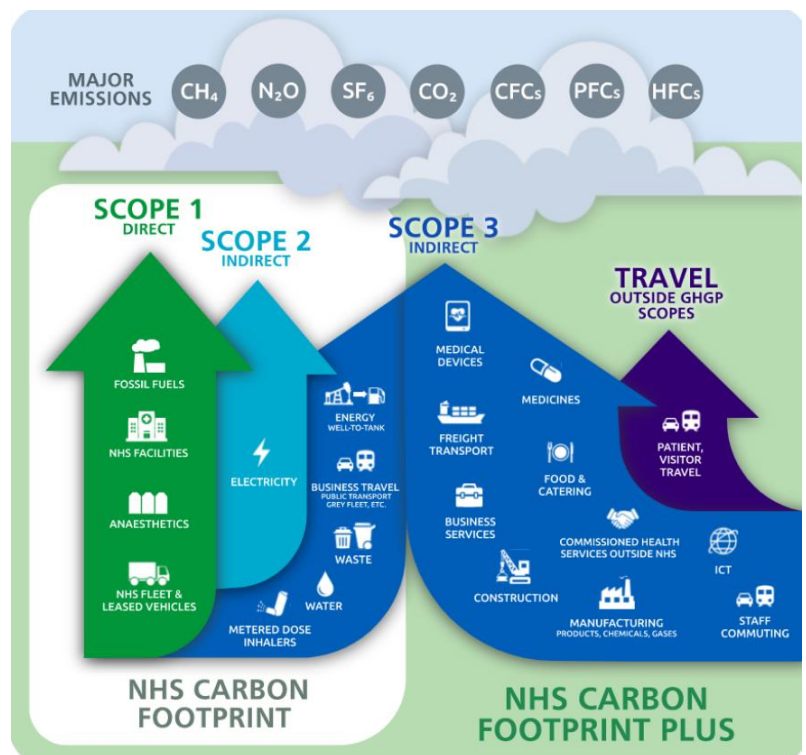 MAJOR
EMISSIONS
CH₄
N₂O
SF₆
CO₂
CFCs
PFCs
HFCs
SCOPE 1
DIRECT
SCOPE 2
INDIRECT
SCOPE 3
INDIRECT
TRAVEL
OUTSIDE GHGP
SCOPES
FOSSIL FUELS
NHS FACILITIES
ANAESTHETICS
NHS FLEET &
LEASED VEHICLES
ELECTRICITY
ENERGY
WELL-TO-TANK
BUSINESS TRAVEL
PUBLIC TRANSPORT
GREY FLEET, ETC.
WASTE
WATER
METERED DOSE
INHALERS
MEDICAL
DEVICES
MEDICINES
FREIGHT
TRANSPORT
FOOD &
CATERING
BUSINESS
SERVICES
COMMISSIONED HEALTH
SERVICES OUTSIDE NHS
CONSTRUCTION
MANUFACTURING
PRODUCTS, CHEMICALS, GASES
ICT
STAFF
COMMUTING
PATIENT,
VISITOR
TRAVEL
NHS CARBON
FOOTPRINT
NHS CARBON
FOOTPRINT PLUS